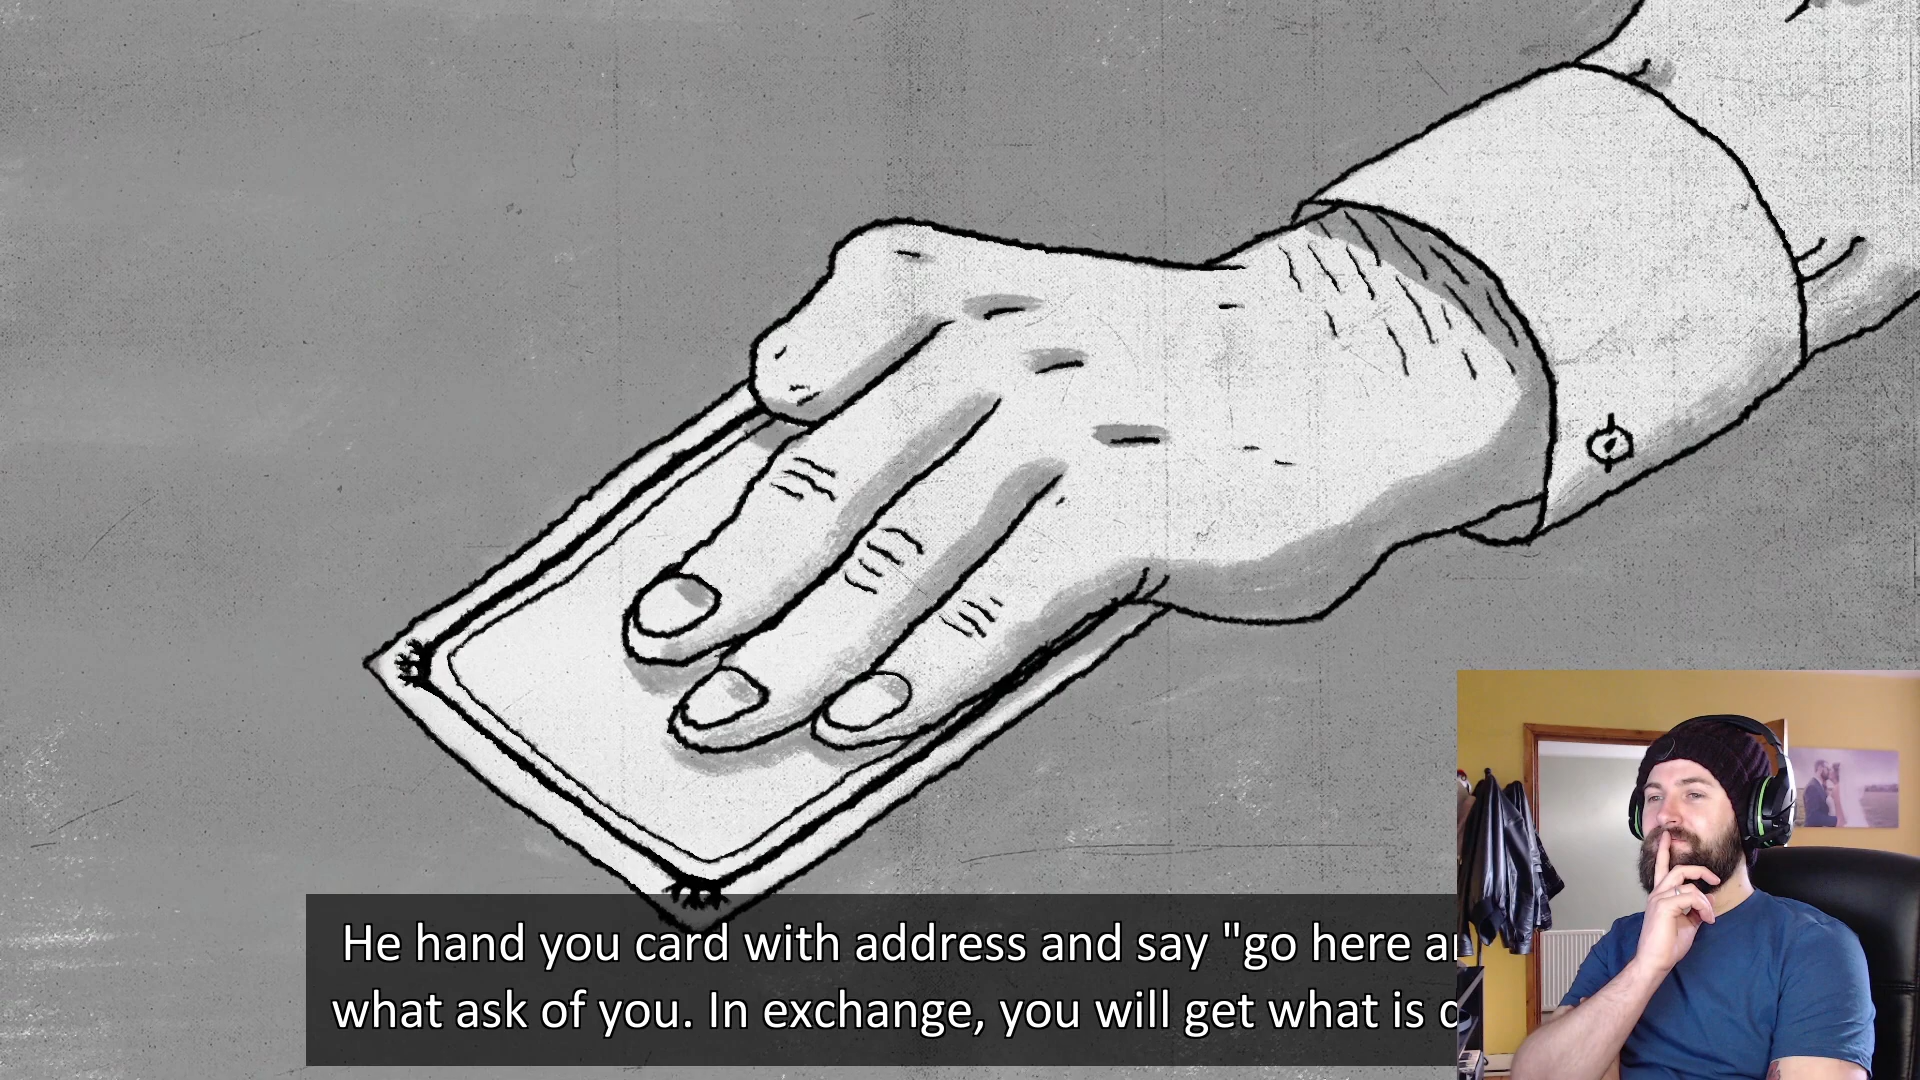 He hand you card with address and say "go here
what ask of you. In exchange, you will get what is